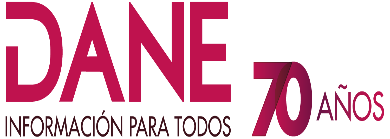 DANE
INFORMACIÓN PARA TODOS
70 AÑOS